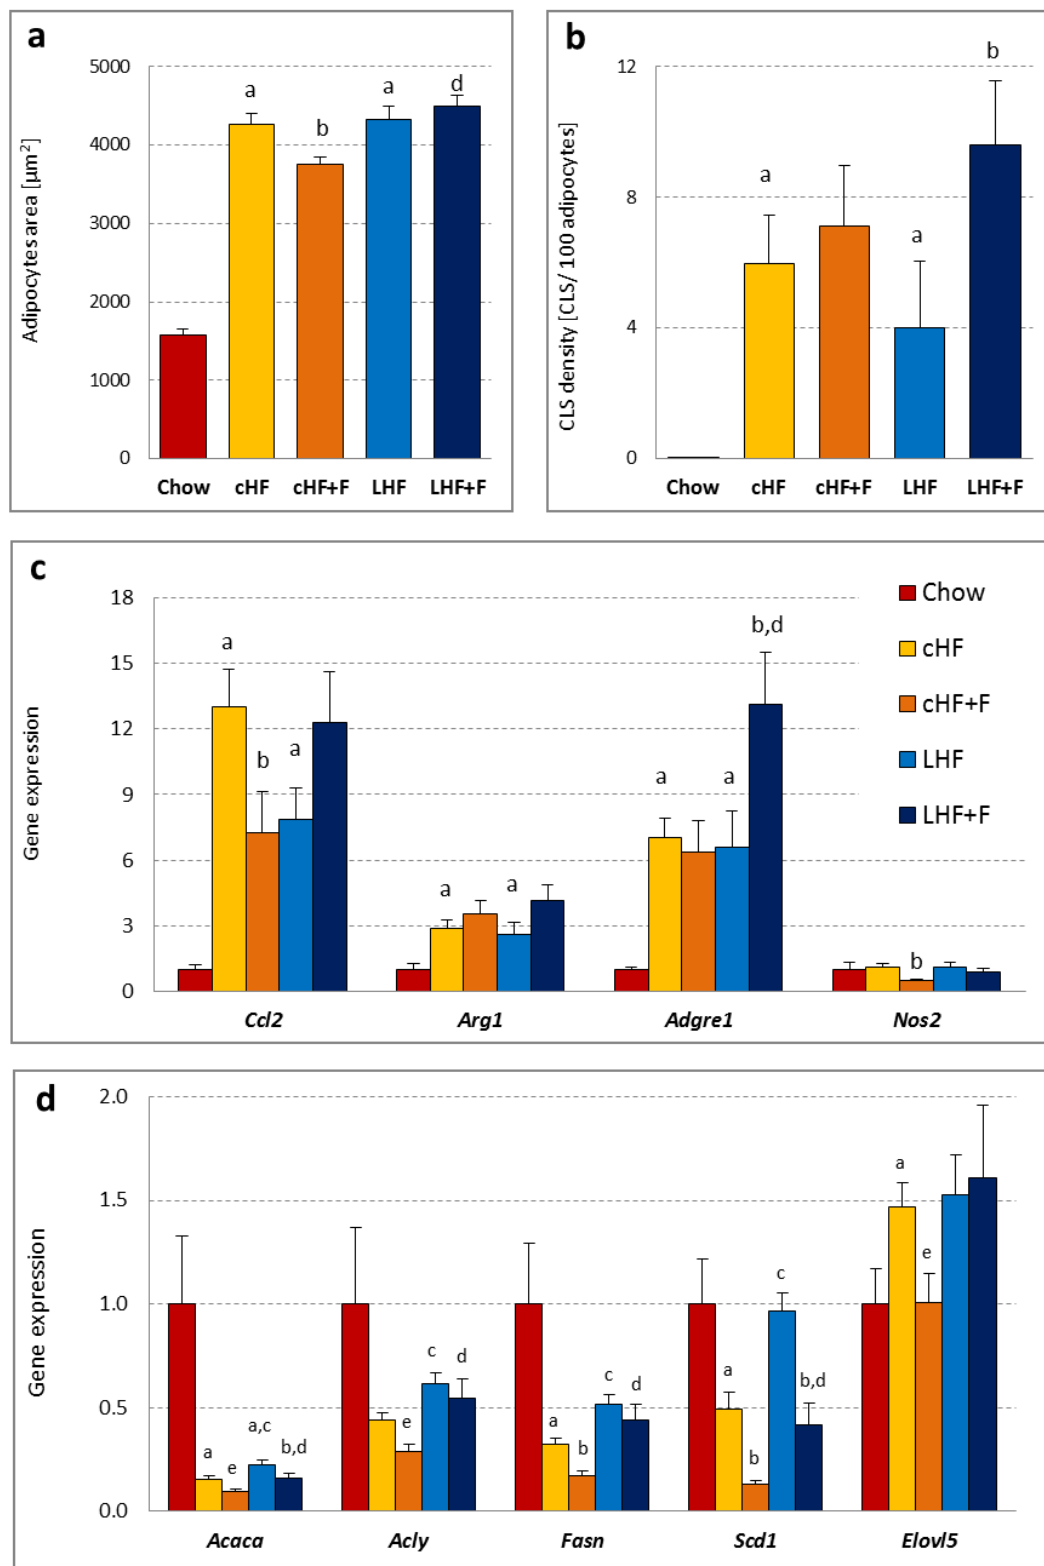 a
5000
4000
3000
2000
1000
0
Adipocytes area [µm²]
a
b
a
d
Chow cHF cHF+F LHF LHF+F
b
12
8
4
0
CLS density [CLS/ 100 adipocytes]
a
a
b
Chow cHF cHF+F LHF LHF+F
c
18
15
12
9
6
3
0
Gene expression
a
b
a
a
a
a
a
b,d
b
Chow
cHF
cHF+F
LHF
LHF+F
Ccl2 Arg1 Adgre1 Nos2
d
2.0
1.5
1.0
0.5
0.0
Gene expression
a
e
a,c
b,d
e
c
d
a
b
c
d
a
b
c
b,d
a
e
Acaca Acly Fasn Scd1 Elovl5